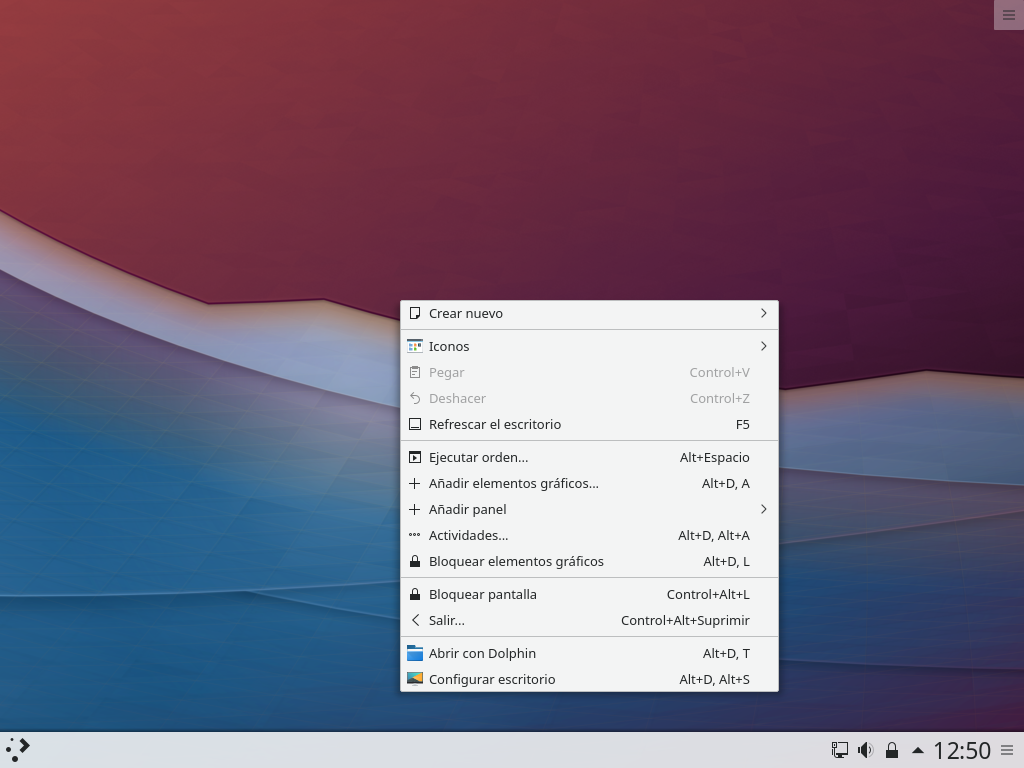 Crear nuevo
Iconos
Pegar Control+V
Deshacer Control+Z
Refrescar el escritorio F5
Ejecutar orden... Alt+Espacio
Añadir elementos gráficos... Alt+D, A
Añadir panel
Actividades... Alt+D, Alt+A
Bloquear elementos gráficos Alt+D, L
Bloquear pantalla Control+Alt+L
Salir... Control+Alt+Suprimir
Abrir con Dolphin Alt+D, T
Configurar escritorio Alt+D, Alt+S
12:50